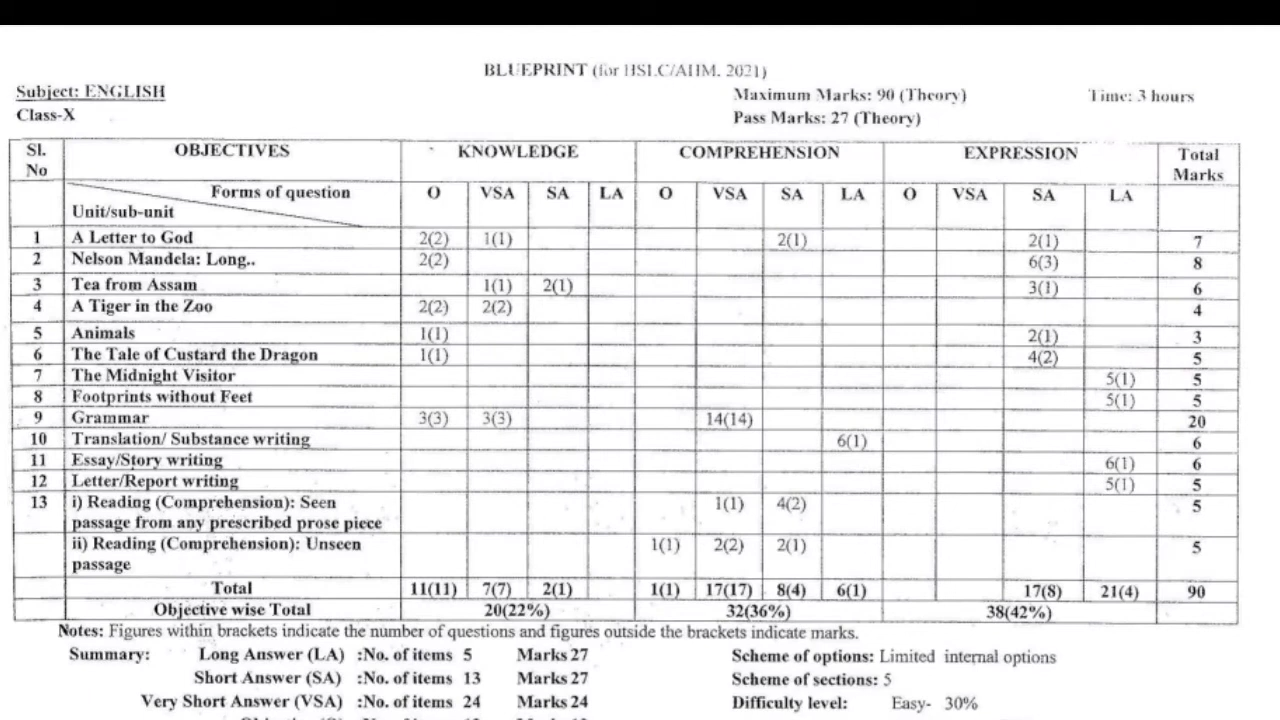 BLUEPRINT (for HSLC/AHM. 2021)
Subject: ENGLISH Maximum Marks: 90 (Theory) Time: 3 hours
Class-X Pass Marks: 27 (Theory)
Sl. No OBJECTIVES KNOWLEDGE COMPREHENSION EXPRESSION Total Marks
Forms of question O VSA SA LA O VSA SA LA O VSA SA LA
Unit/sub-unit
1 A Letter to God 2(2) 1(1) 2(1) 2(1) 7
2 Nelson Mandela: Long.. 2(2) 6(3) 8
3 Tea from Assam 1(1) 2(1) 3(1) 6
4 A Tiger in the Zoo 2(2) 2(2) 4
5 Animals 1(1) 2(1) 3
6 The Tale of Custard the Dragon 1(1) 4(2) 5
7 The Midnight Visitor 5(1) 5
8 Footprints without Feet 5(1) 5
9 Grammar 3(3) 3(3) 14(14) 20
10 Translation/ Substance writing 6(1) 6
11 Essay/Story writing 6(1) 6
12 Letter/Report writing 5(1) 5
13 i) Reading (Comprehension): Seen 1(1) 4(2) 5
passage from any prescribed prose piece
ii) Reading (Comprehension): Unseen 1(1) 2(2) 2(1) 5
passage
Total 11(11) 7(7) 2(1) 1(1) 17(17) 8(4) 6(1) 17(8) 21(4) 90
Objective wise Total 20(22%) 32(36%) 38(42%)
Notes: Figures within brackets indicate the number of questions and figures outside the brackets indicate marks.
Summary: Long Answer (LA) :No. of items 5 Marks 27 Scheme of options: Limited internal options
Short Answer (SA) :No. of items 13 Marks 27 Scheme of sections: 5
Very Short Answer (VSA) :No. of items 24 Marks 24 Difficulty level: Easy- 30%